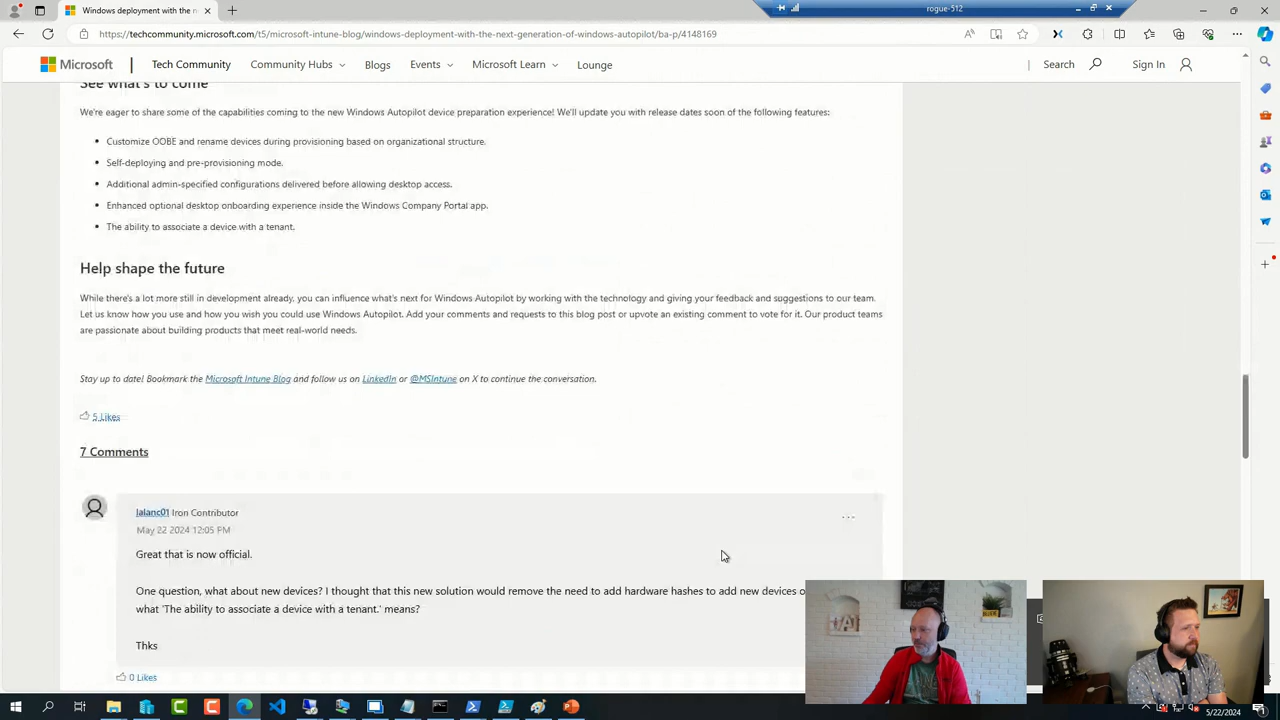 Windows deployment with the n
rogue-512
https://techcommunity.microsoft.com/t5/microsoft-intune-blog/windows-deployment-with-the-next-generation-of-windows-autopilot/ba-p/4148169
Microsoft Tech Community Community Hubs Blogs Events Microsoft Learn Lounge Search Sign In
See what's to come
We're eager to share some of the capabilities coming to the new Windows Autopilot device preparation experience! We'll update you with release dates soon of the following features:
Customize OOBE and rename devices during provisioning based on organizational structure.
Self-deploying and pre-provisioning mode.
Additional admin-specified configurations delivered before allowing desktop access.
Enhanced optional desktop onboarding experience inside the Windows Company Portal app.
The ability to associate a device with a tenant.
Help shape the future
While there's a lot more still in development already, you can influence what's next for Windows Autopilot by working with the technology and giving your feedback and suggestions to our team.
Let us know how you use and how you wish you could use Windows Autopilot. Add your comments and requests to this blog post or upvote an existing comment to vote for it. Our product teams
are passionate about building products that meet real-world needs.
Stay up to date! Bookmark the Microsoft Intune Blog and follow us on LinkedIn or @MSIntune on X to continue the conversation.
5 Likes
7 Comments
lalanc01 Iron Contributor
May 22 2024 12:05 PM
Great that is now official.
One question, what about new devices? I thought that this new solution would remove the need to add hardware hashes to add new devices o
what 'The ability to associate a device with a tenant.' means?
Thks
0 Likes
5/22/2024